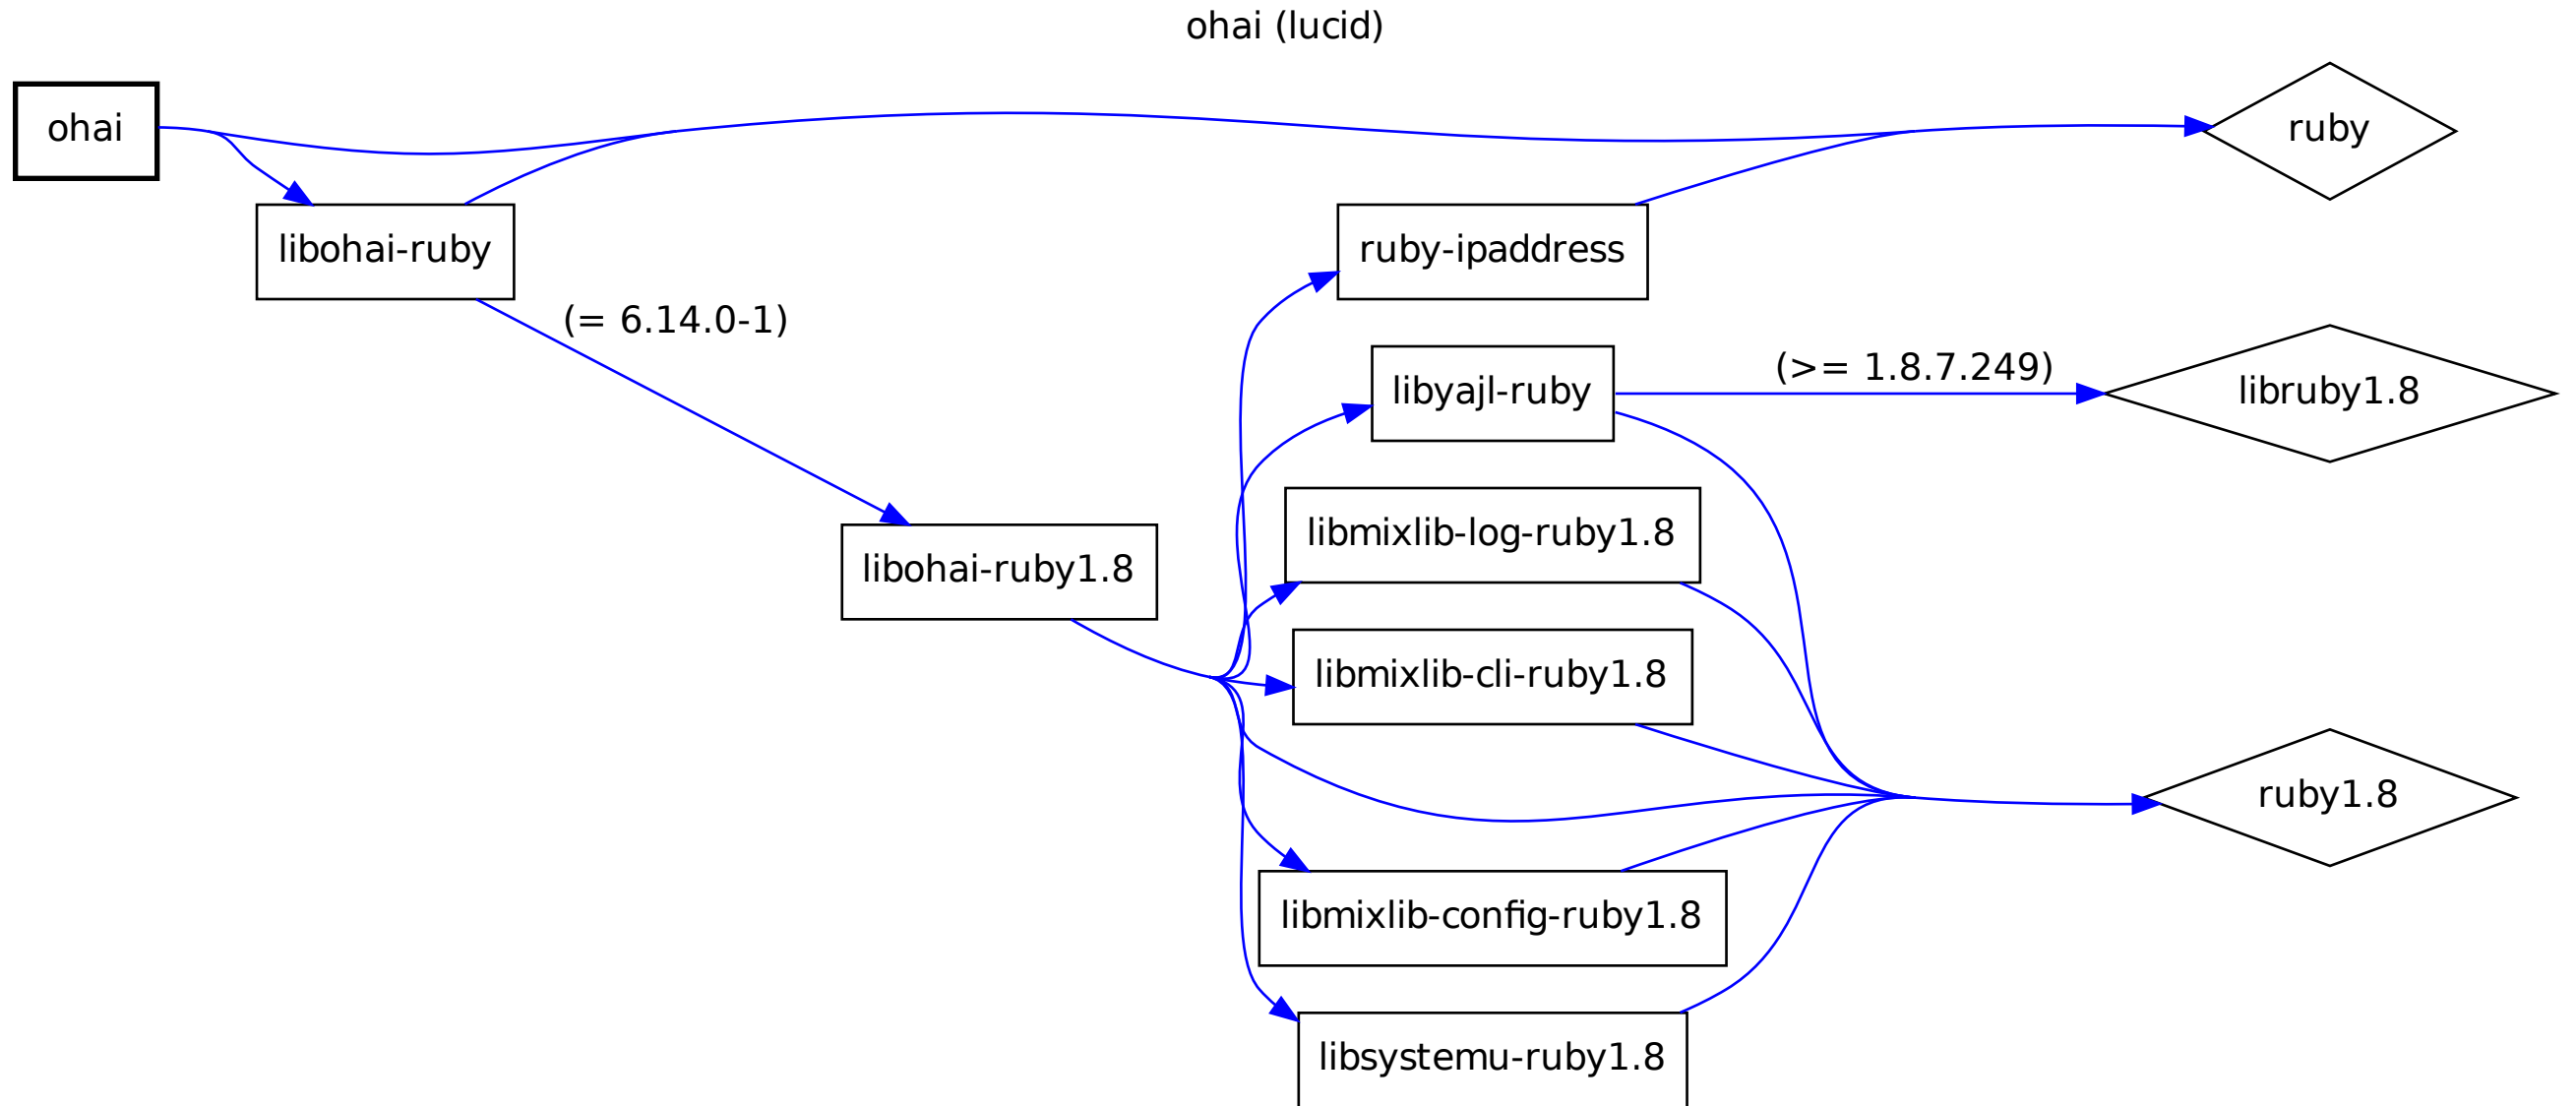 ohai (lucid)
ohai
ruby
libohai-ruby
ruby-ipaddress
(= 6.14.0-1)
libyajl-ruby
(>= 1.8.7.249)
libruby1.8
libmixlib-log-ruby1.8
libohai-ruby1.8
libmixlib-cli-ruby1.8
ruby1.8
libmixlib-config-ruby1.8
libsystemu-ruby1.8